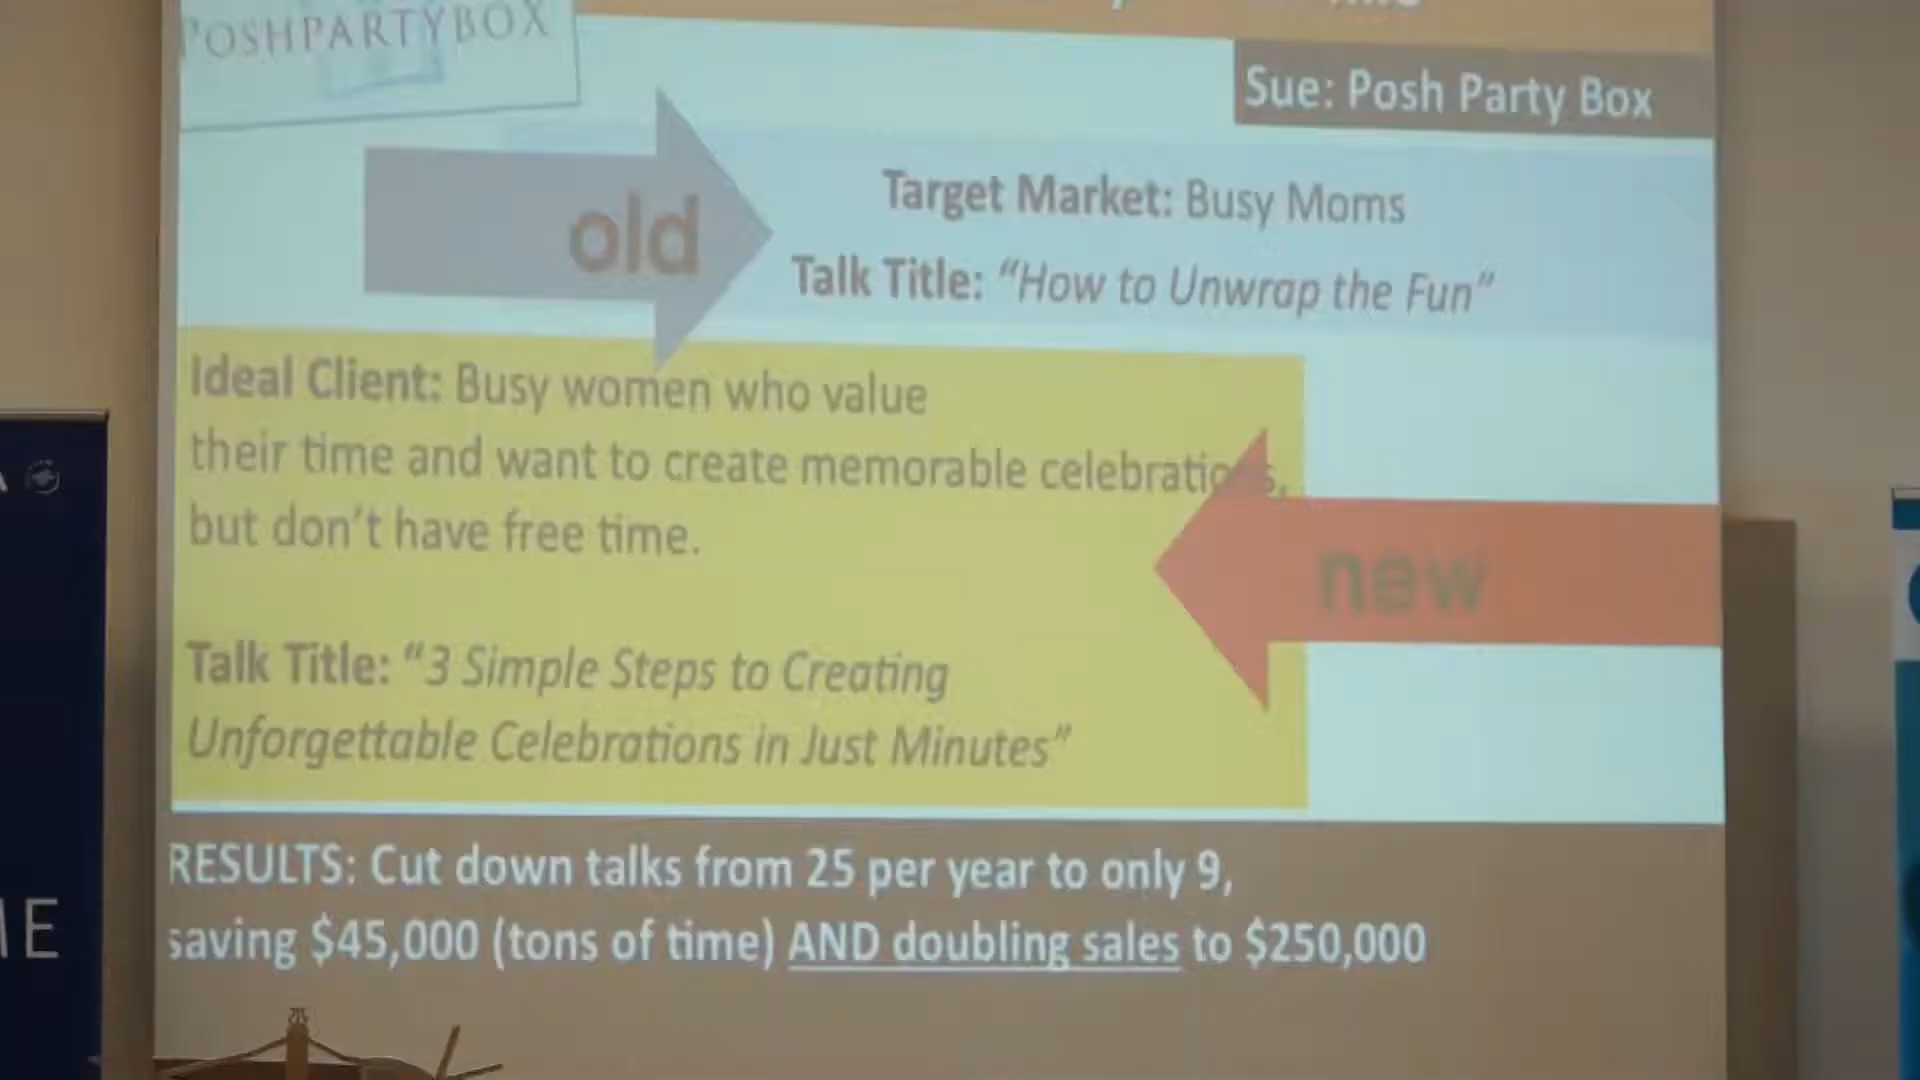 POSHPARTYBOX
Sue: Posh Party Box
old
Target Market: Busy Moms
Talk Title: “How to Unwrap the Fun”
Ideal Client: Busy women who value
their time and want to create memorable celebrations,
but don’t have free time.
new
Talk Title: “3 Simple Steps to Creating
Unforgettable Celebrations in Just Minutes”
RESULTS: Cut down talks from 25 per year to only 9,
saving $45,000 (tons of time) AND doubling sales to $250,000